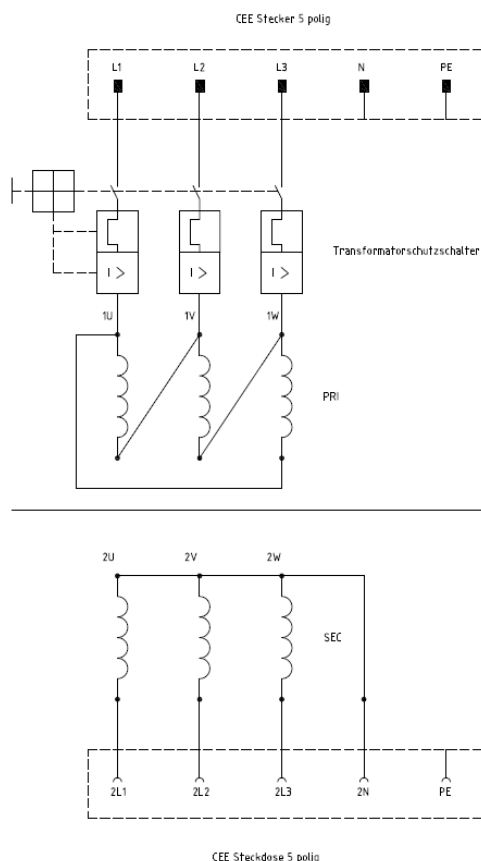 CEE Stecker 5 polig
L1 L2 L3 N PE
Transformatorschutzschalter
I > I > I >
1U 1V 1W
PRI
2U 2V 2W
SEC
2L1 2L2 2L3 2N PE
CEE Steckdose 5 polig